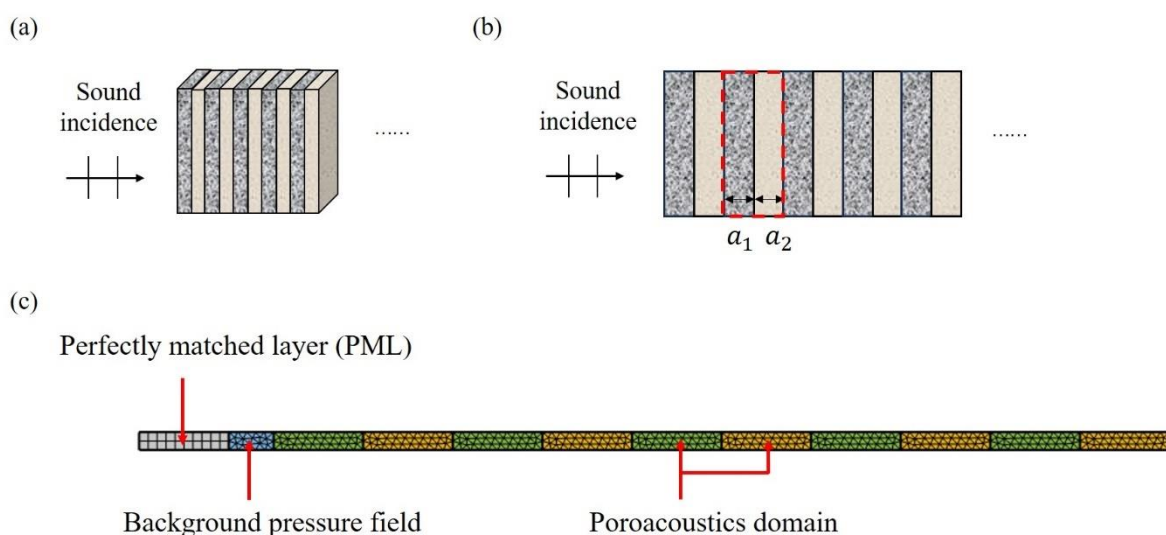 (a)
Sound
incidence
......
(b)
Sound
incidence
......
a1 a2
(c)
Perfectly matched layer (PML)
Background pressure field
Poroacoustics domain